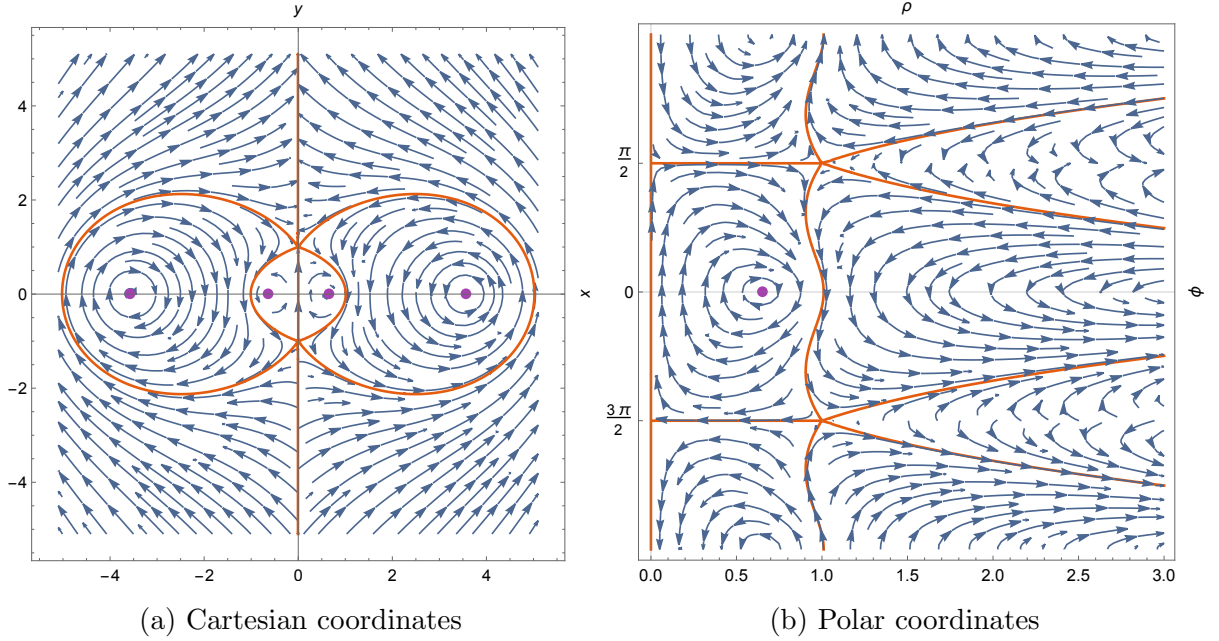 y
4
2
0
−2
−4
−4
−2
0
2
4
x
(a) Cartesian coordinates
ρ
π/2
0
3π/2
0.0
0.5
1.0
1.5
2.0
2.5
3.0
ϕ
(b) Polar coordinates